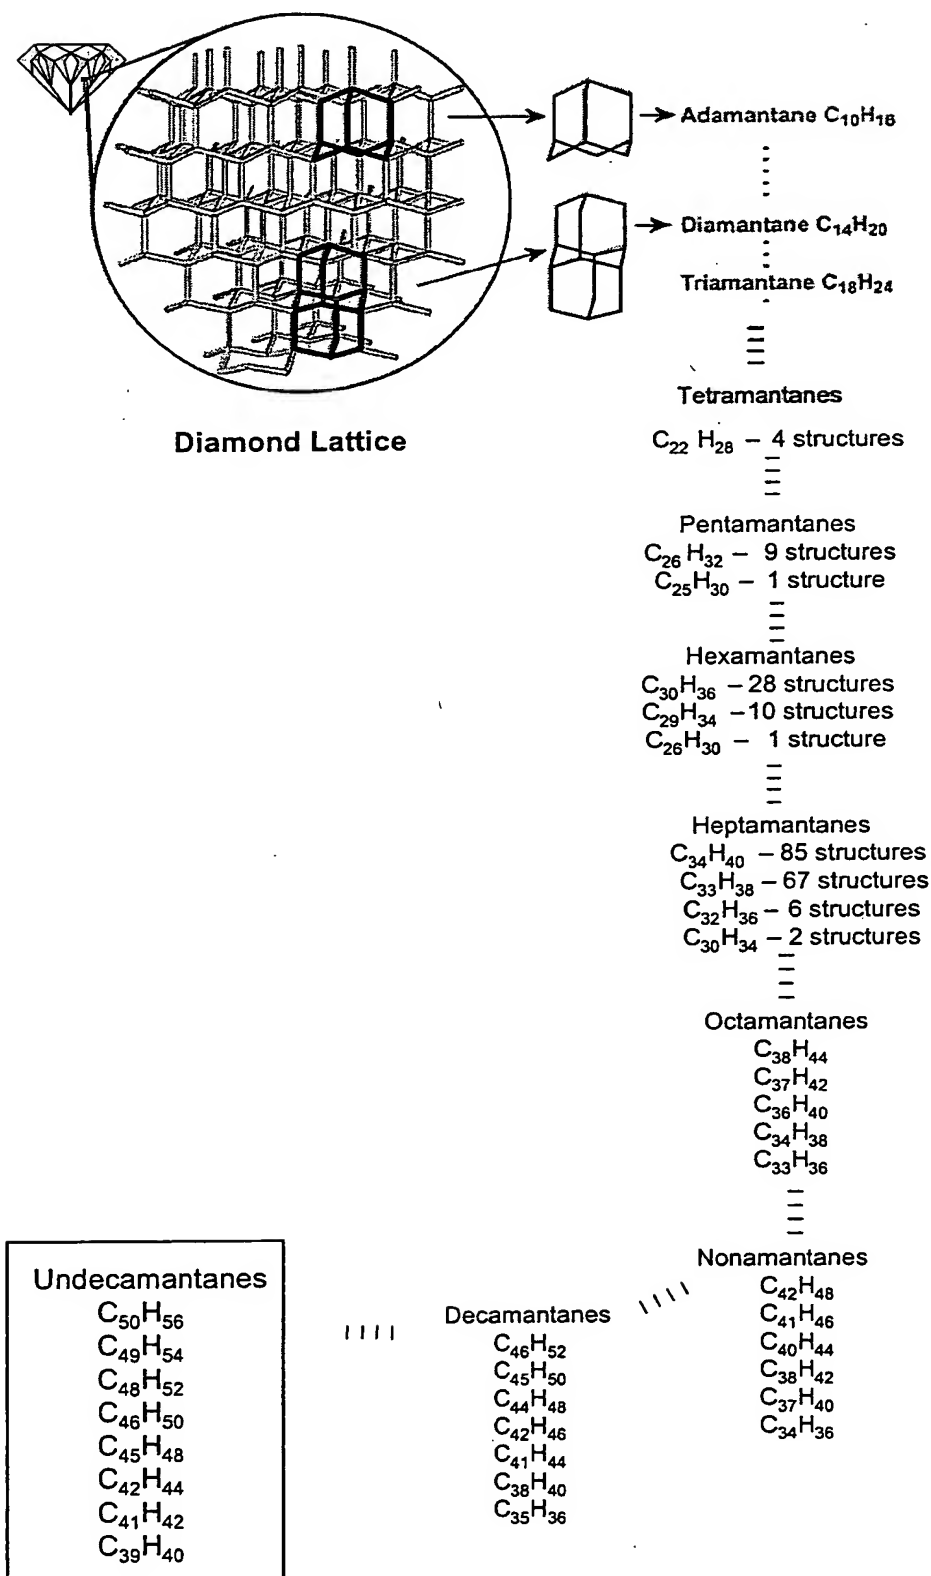 Adamantane C₁₀H₁₆
Diamantane C₁₄H₂₀
Triamantane C₁₈H₂₄
Diamond Lattice
Tetramantanes
C₂₂ H₂₈ – 4 structures
Pentamantanes
C₂₆ H₃₂ – 9 structures
C₂₅H₃₀ – 1 structure
Hexamantanes
C₃₀H₃₆ – 28 structures
C₂₉H₃₄ – 10 structures
C₂₆H₃₀ – 1 structure
Heptamantanes
C₃₄H₄₀ – 85 structures
C₃₃H₃₈ – 67 structures
C₃₂H₃₆ – 6 structures
C₃₀H₃₄ – 2 structures
Octamantanes
C₃₈H₄₄
C₃₇H₄₂
C₃₆H₄₀
C₃₄H₃₈
C₃₃H₃₆
Nonamantanes
C₄₂H₄₈
C₄₁H₄₆
C₄₀H₄₄
C₃₈H₄₂
C₃₇H₄₀
C₃₄H₃₆
Decamantanes
C₄₆H₅₂
C₄₅H₅₀
C₄₄H₄₈
C₄₂H₄₆
C₄₁H₄₄
C₃₈H₄₀
C₃₅H₃₆
Undecamantanes
C₅₀H₅₆
C₄₉H₅₄
C₄₈H₅₂
C₄₆H₅₀
C₄₅H₄₈
C₄₂H₄₄
C₄₁H₄₂
C₃₉H₄₀